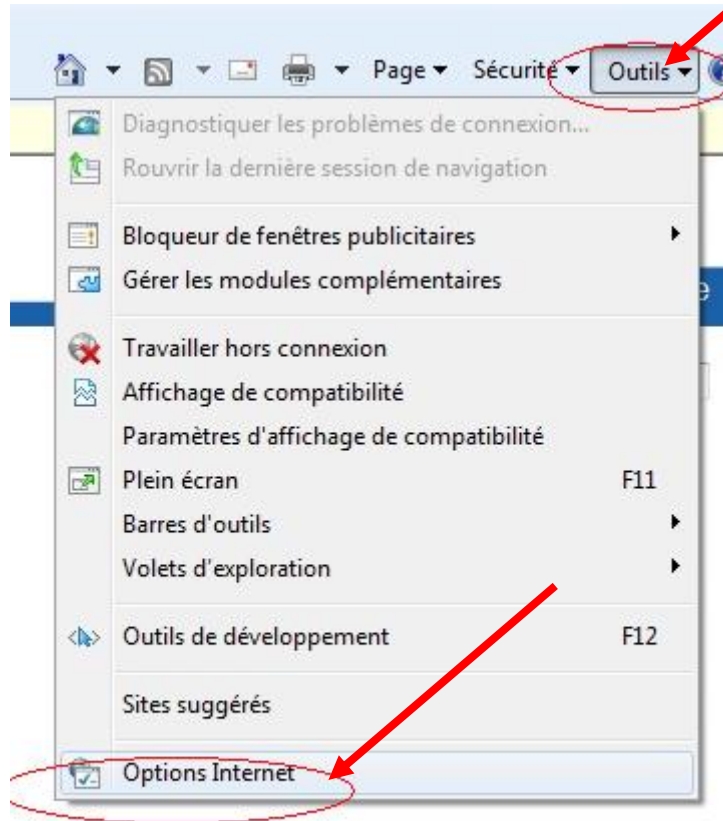 Page Sécurité Outils
Diagnostiquer les problèmes de connexion...
Rouvrir la dernière session de navigation
Bloqueur de fenêtres publicitaires
Gérer les modules complémentaires
e
Travailler hors connexion
Affichage de compatibilité
Paramètres d'affichage de compatibilité
Plein écran F11
Barres d'outils
Volets d'exploration
Outils de développement F12
Sites suggérés
Options Internet